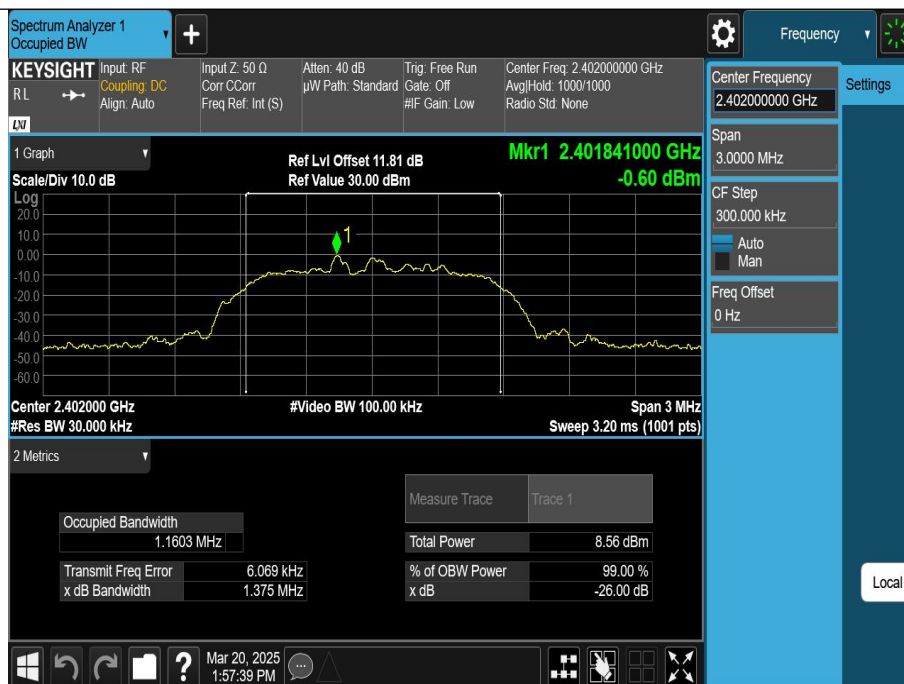 Spectrum Analyzer 1
Occupied BW
+
Frequency
KEYSIGHT
R L
LXI
Input: RF
Coupling: DC
Align: Auto
Input Z: 50 Ω
Corr CCorr
Freq Ref: Int (S)
Atten: 40 dB
µW Path: Standard
Trig: Free Run
Gate: Off
#IF Gain: Low
Center Freq: 2.402000000 GHz
Avg|Hold: 1000/1000
Radio Std: None
Center Frequency
2.402000000 GHz
Settings
Span
3.0000 MHz
CF Step
300.000 kHz
Auto
Man
Freq Offset
0 Hz
Local
1 Graph
Scale/Div 10.0 dB
Ref Lvl Offset 11.81 dB
Ref Value 30.00 dBm
Mkr1 2.401841000 GHz
-0.60 dBm
Log
20.0
10.0
0.00
-10.0
-20.0
-30.0
-40.0
-50.0
-60.0
1
Center 2.402000 GHz
#Res BW 30.000 kHz
#Video BW 100.00 kHz
Span 3 MHz
Sweep 3.20 ms (1001 pts)
2 Metrics
Measure Trace Trace 1
Occupied Bandwidth
1.1603 MHz
Total Power 8.56 dBm
Transmit Freq Error 6.069 kHz
% of OBW Power 99.00 %
x dB Bandwidth 1.375 MHz
x dB -26.00 dB
?
Mar 20, 2025
1:57:39 PM